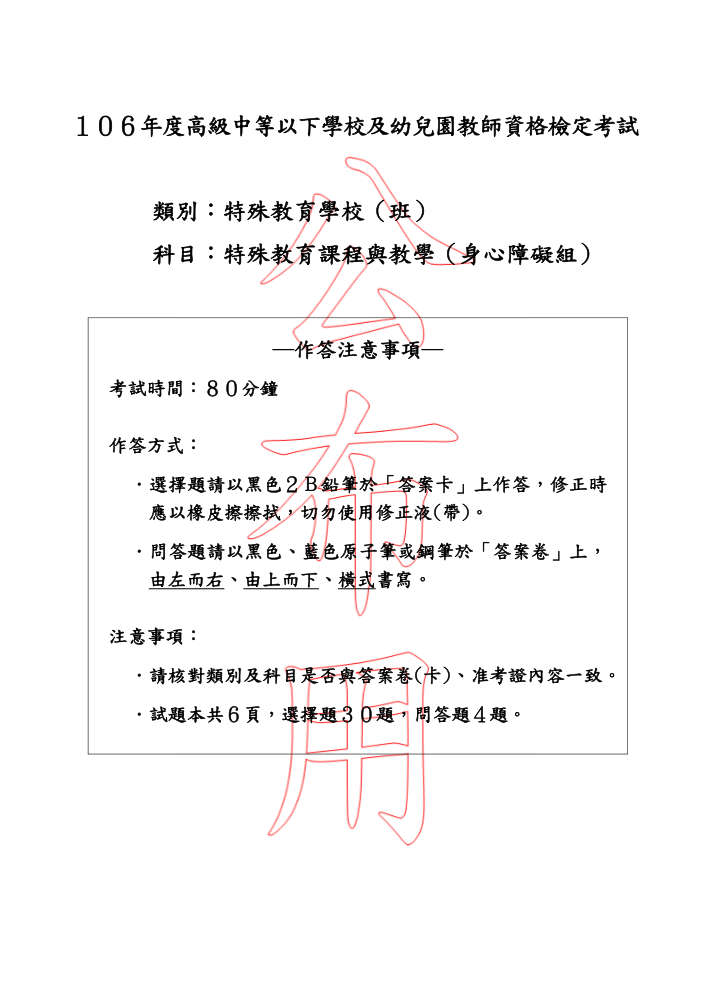 １０６年度高級中等以下學校及幼兒園教師資格檢定考試
類別：特殊教育學校（班）
科目：特殊教育課程與教學（身心障礙組）
—作答注意事項—
考試時間：８０分鐘
作答方式：
．選擇題請以黑色２Ｂ鉛筆於「答案卡」上作答，修正時
應以橡皮擦擦拭，切勿使用修正液(帶)。
．問答題請以黑色、藍色原子筆或鋼筆於「答案卷」上，
由左而右、由上而下、橫式書寫。
注意事項：
．請核對類別及科目是否與答案卷(卡)、准考證內容一致。
．試題本共６頁，選擇題３０題，問答題４題。
公布用